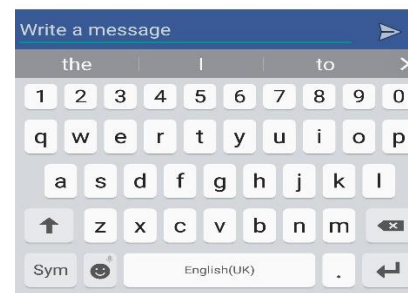 Write a message
the I to
1 2 3 4 5 6 7 8 9 0
q w e r t y u i o p
a s d f g h j k l
z x c v b n m
Sym English(UK) .